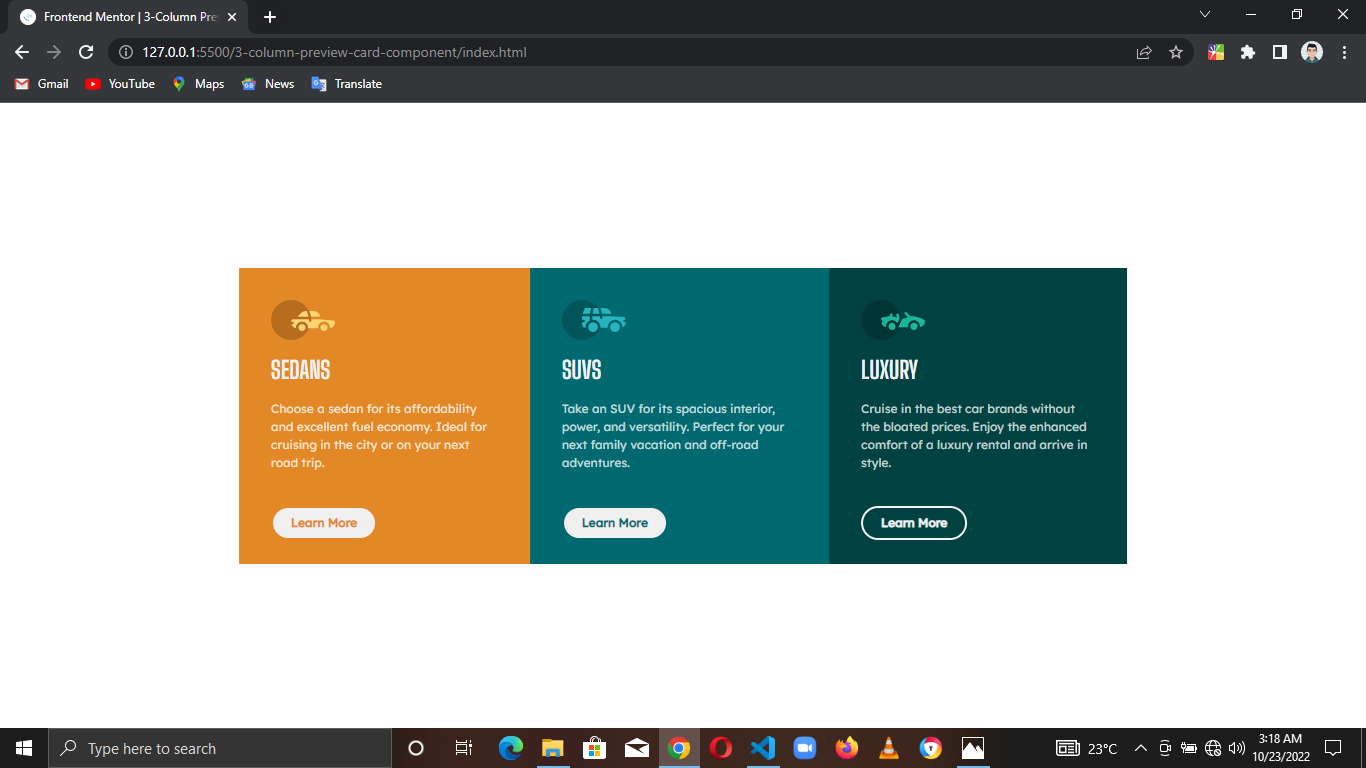 Frontend Mentor | 3-Column Pre
127.0.0.1:5500/3-column-preview-card-component/index.html
Gmail YouTube Maps News Translate
SEDANS
Choose a sedan for its affordability
and excellent fuel economy. Ideal for
cruising in the city or on your next
road trip.
Learn More
SUVS
Take an SUV for its spacious interior,
power, and versatility. Perfect for your
next family vacation and off-road
adventures.
Learn More
LUXURY
Cruise in the best car brands without
the bloated prices. Enjoy the enhanced
comfort of a luxury rental and arrive in
style.
Learn More
Type here to search
23°C
3:18 AM
10/23/2022